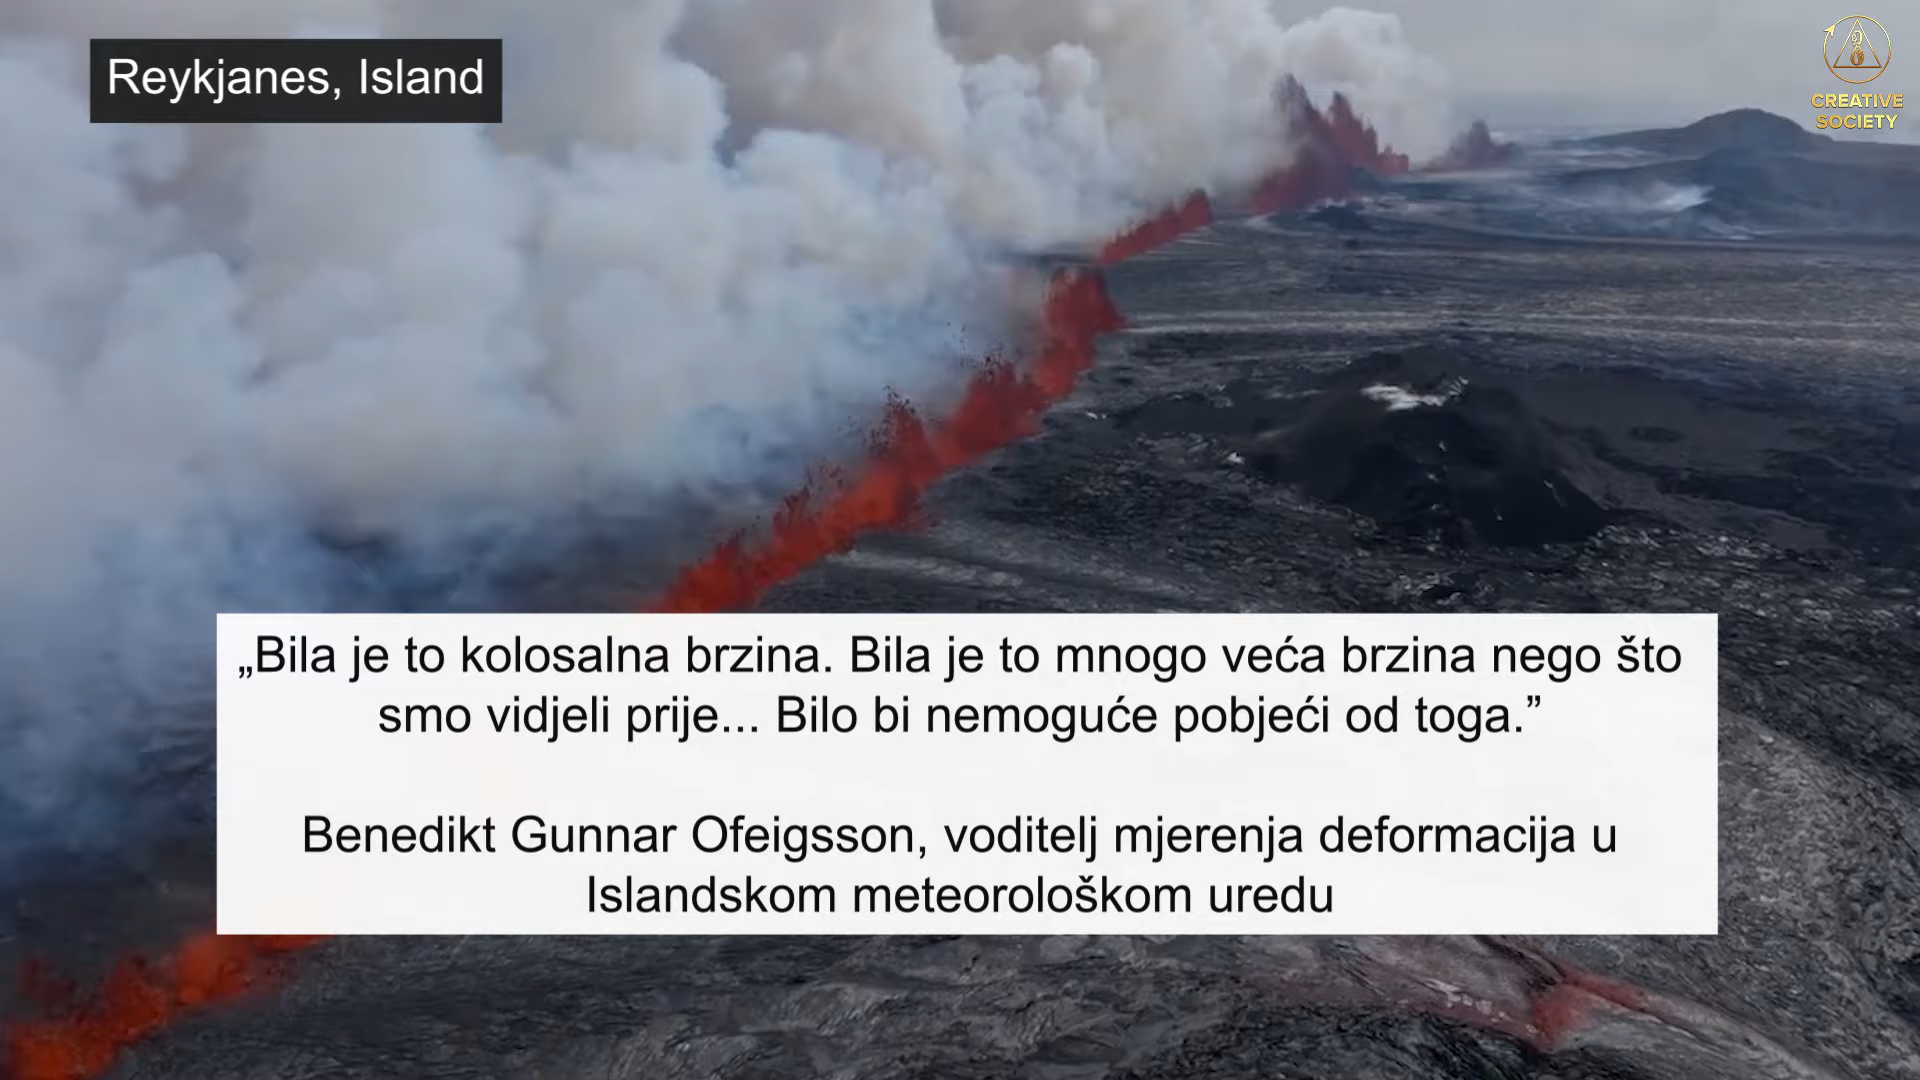 Reykjanes, Island
CREATIVE
SOCIETY
„Bila je to kolosalna brzina. Bila je to mnogo veća brzina nego što
smo vidjeli prije... Bilo bi nemoguće pobjeći od toga.”
Benedikt Gunnar Ofeigsson, voditelj mjerenja deformacija u
Islandskom meteorološkom uredu